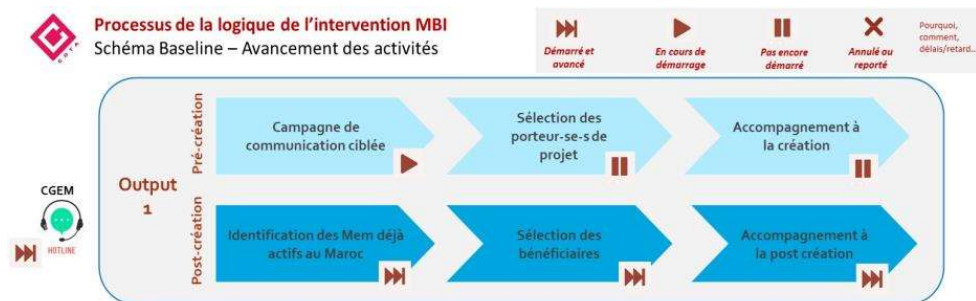 Processus de la logique de l'intervention MBI
Schéma Baseline – Avancement des activités
COTA
Démarré et
avancé
En cours de
démarrage
Pas encore
démarré
Annulé ou
reporté
Pourquoi,
comment,
délais/retard...
Output
1
Pré-création
Campagne de
communication ciblée
Sélection des
porteur-se-s de
projet
Accompagnement à
la création
CGEM
HOTLINE
Post-création
Identification des Mem déjà
actifs au Maroc
Sélection des
bénéficiaires
Accompagnement à
la post création